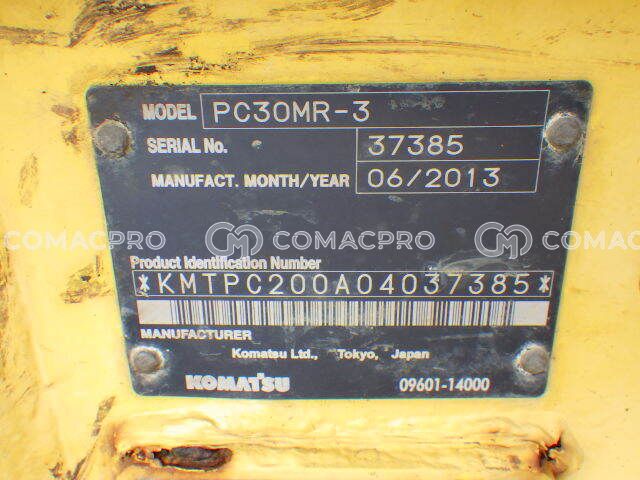 MODEL PC30MR-3
SERIAL No. 37385
MANUFACT. MONTH/YEAR 06/2013
COMACPRO COMACPRO COMACPRO
Product Identification Number
*KMTPC200A04037385*
MANUFACTURER
Komatsu Ltd., Tokyo, Japan
KOMATSU 09601-14000